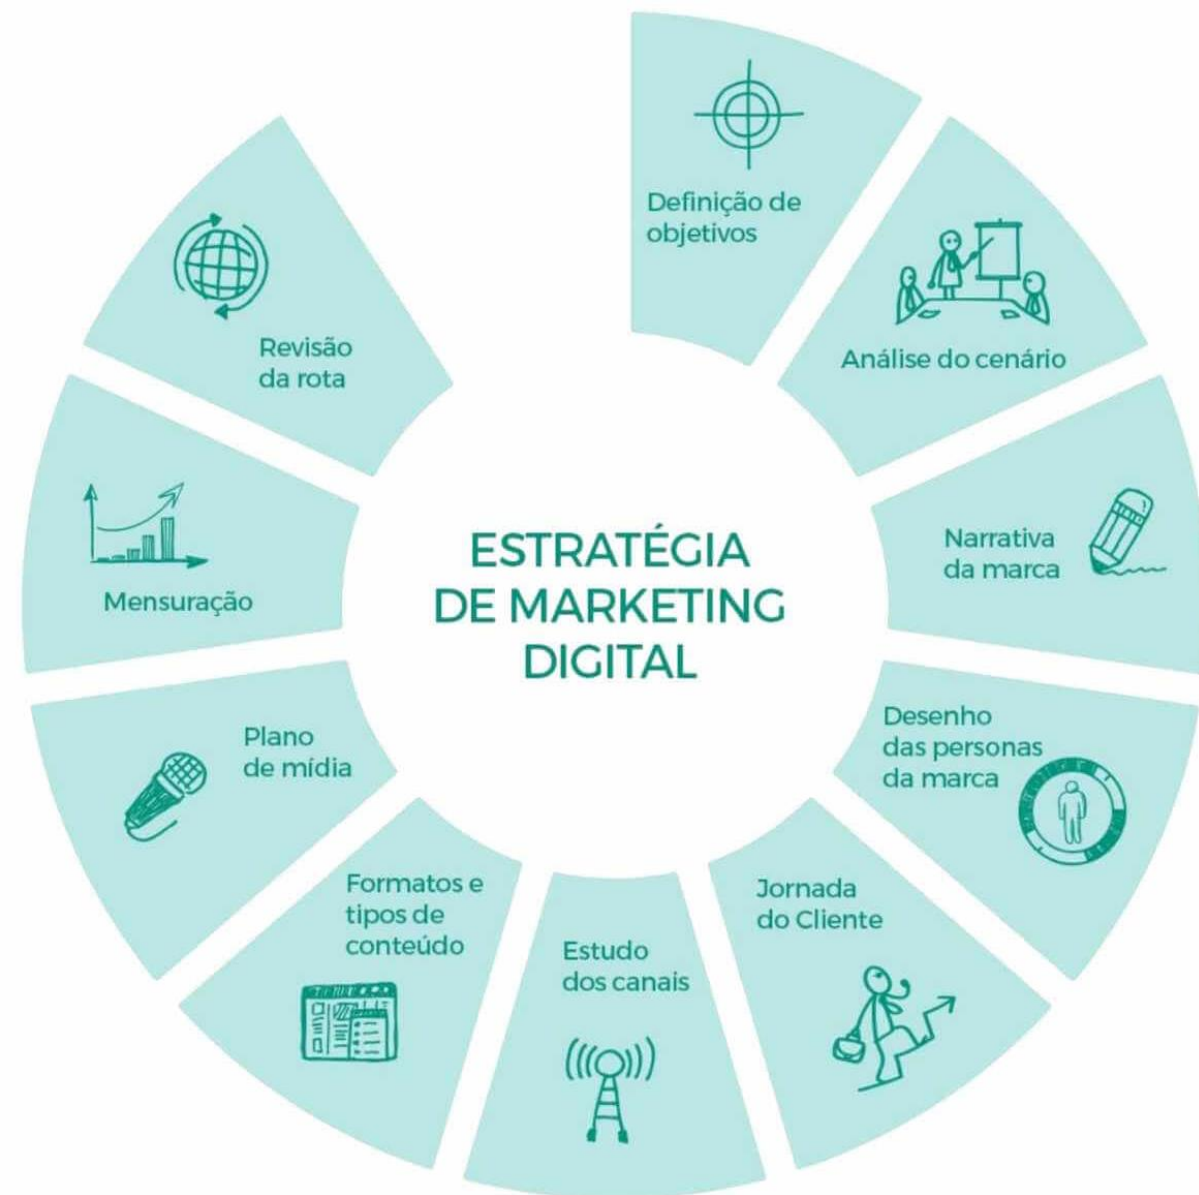 ESTRATÉGIA
DE MARKETING
DIGITAL
Definição de
objetivos
Análise do cenário
Narrativa
da marca
Desenho
das personas
da marca
Jornada
do Cliente
Estudo
dos canais
Formatos e
tipos de
conteúdo
Plano
de mídia
Mensuração
Revisão
da rota